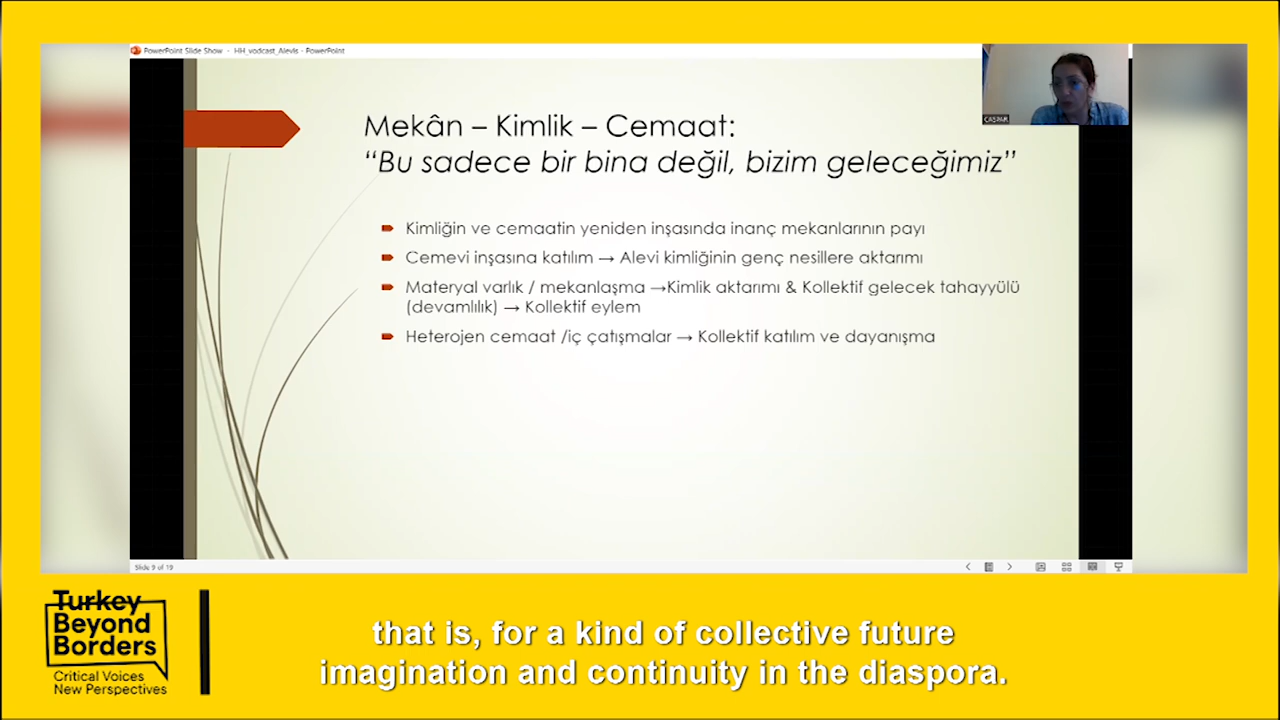 PowerPoint Slide Show - HH_vodcast_Alevis - PowerPoint
CASPAR
Mekân – Kimlik – Cemaat:
“Bu sadece bir bina değil, bizim geleceğimiz”
Kimliğin ve cemaatin yeniden inşasında inanç mekanlarının payı
Cemevi inşasına katılım → Alevi kimliğinin genç nesillere aktarımı
Materyal varlık / mekanlaşma →Kimlik aktarımı & Kollektif gelecek tahayyülü
(devamlılık) → Kollektif eylem
Heterojen cemaat /iç çatışmalar → Kollektif katılım ve dayanışma
Slide 9 of 19
Turkey
Beyond
Borders
Critical Voices
New Perspectives
that is, for a kind of collective future
imagination and continuity in the diaspora.